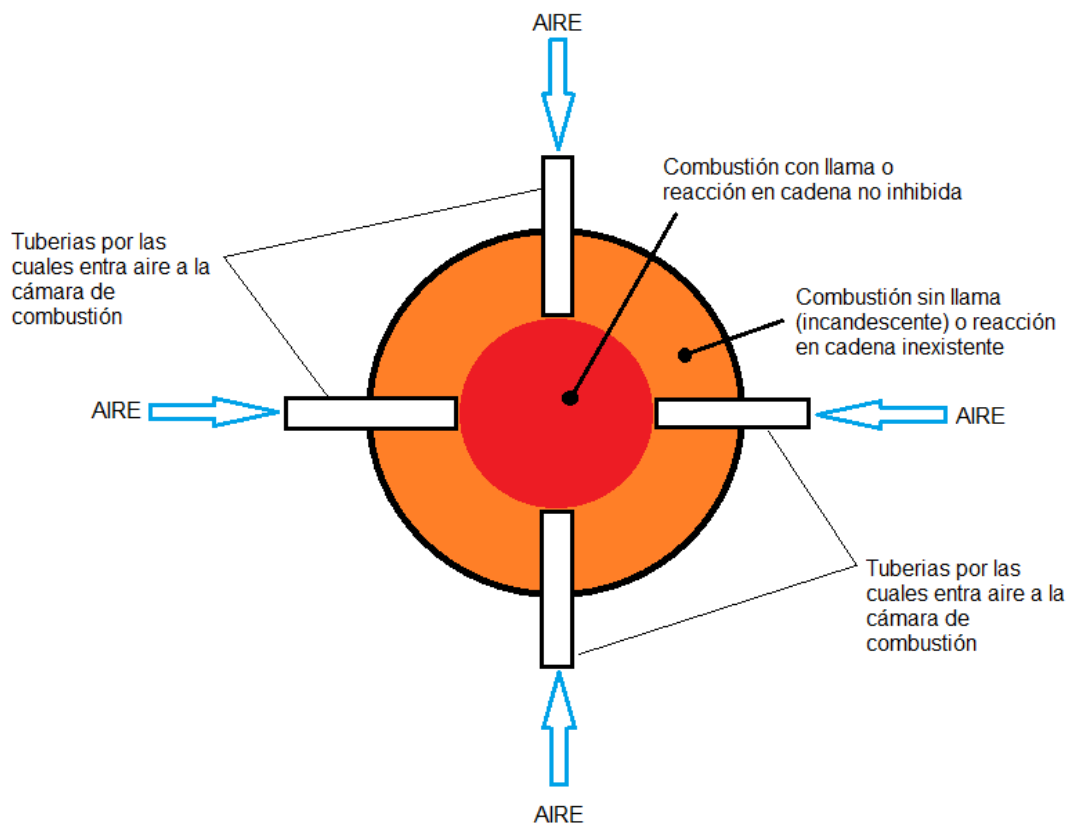 AIRE
Combustión con llama o
reacción en cadena no inhibida
Tuberias por las
cuales entra aire a la
cámara de
combustión
Combustión sin llama
(incandescente) o reacción
en cadena inexistente
AIRE
AIRE
Tuberias por las
cuales entra aire a la
cámara de
combustión
AIRE